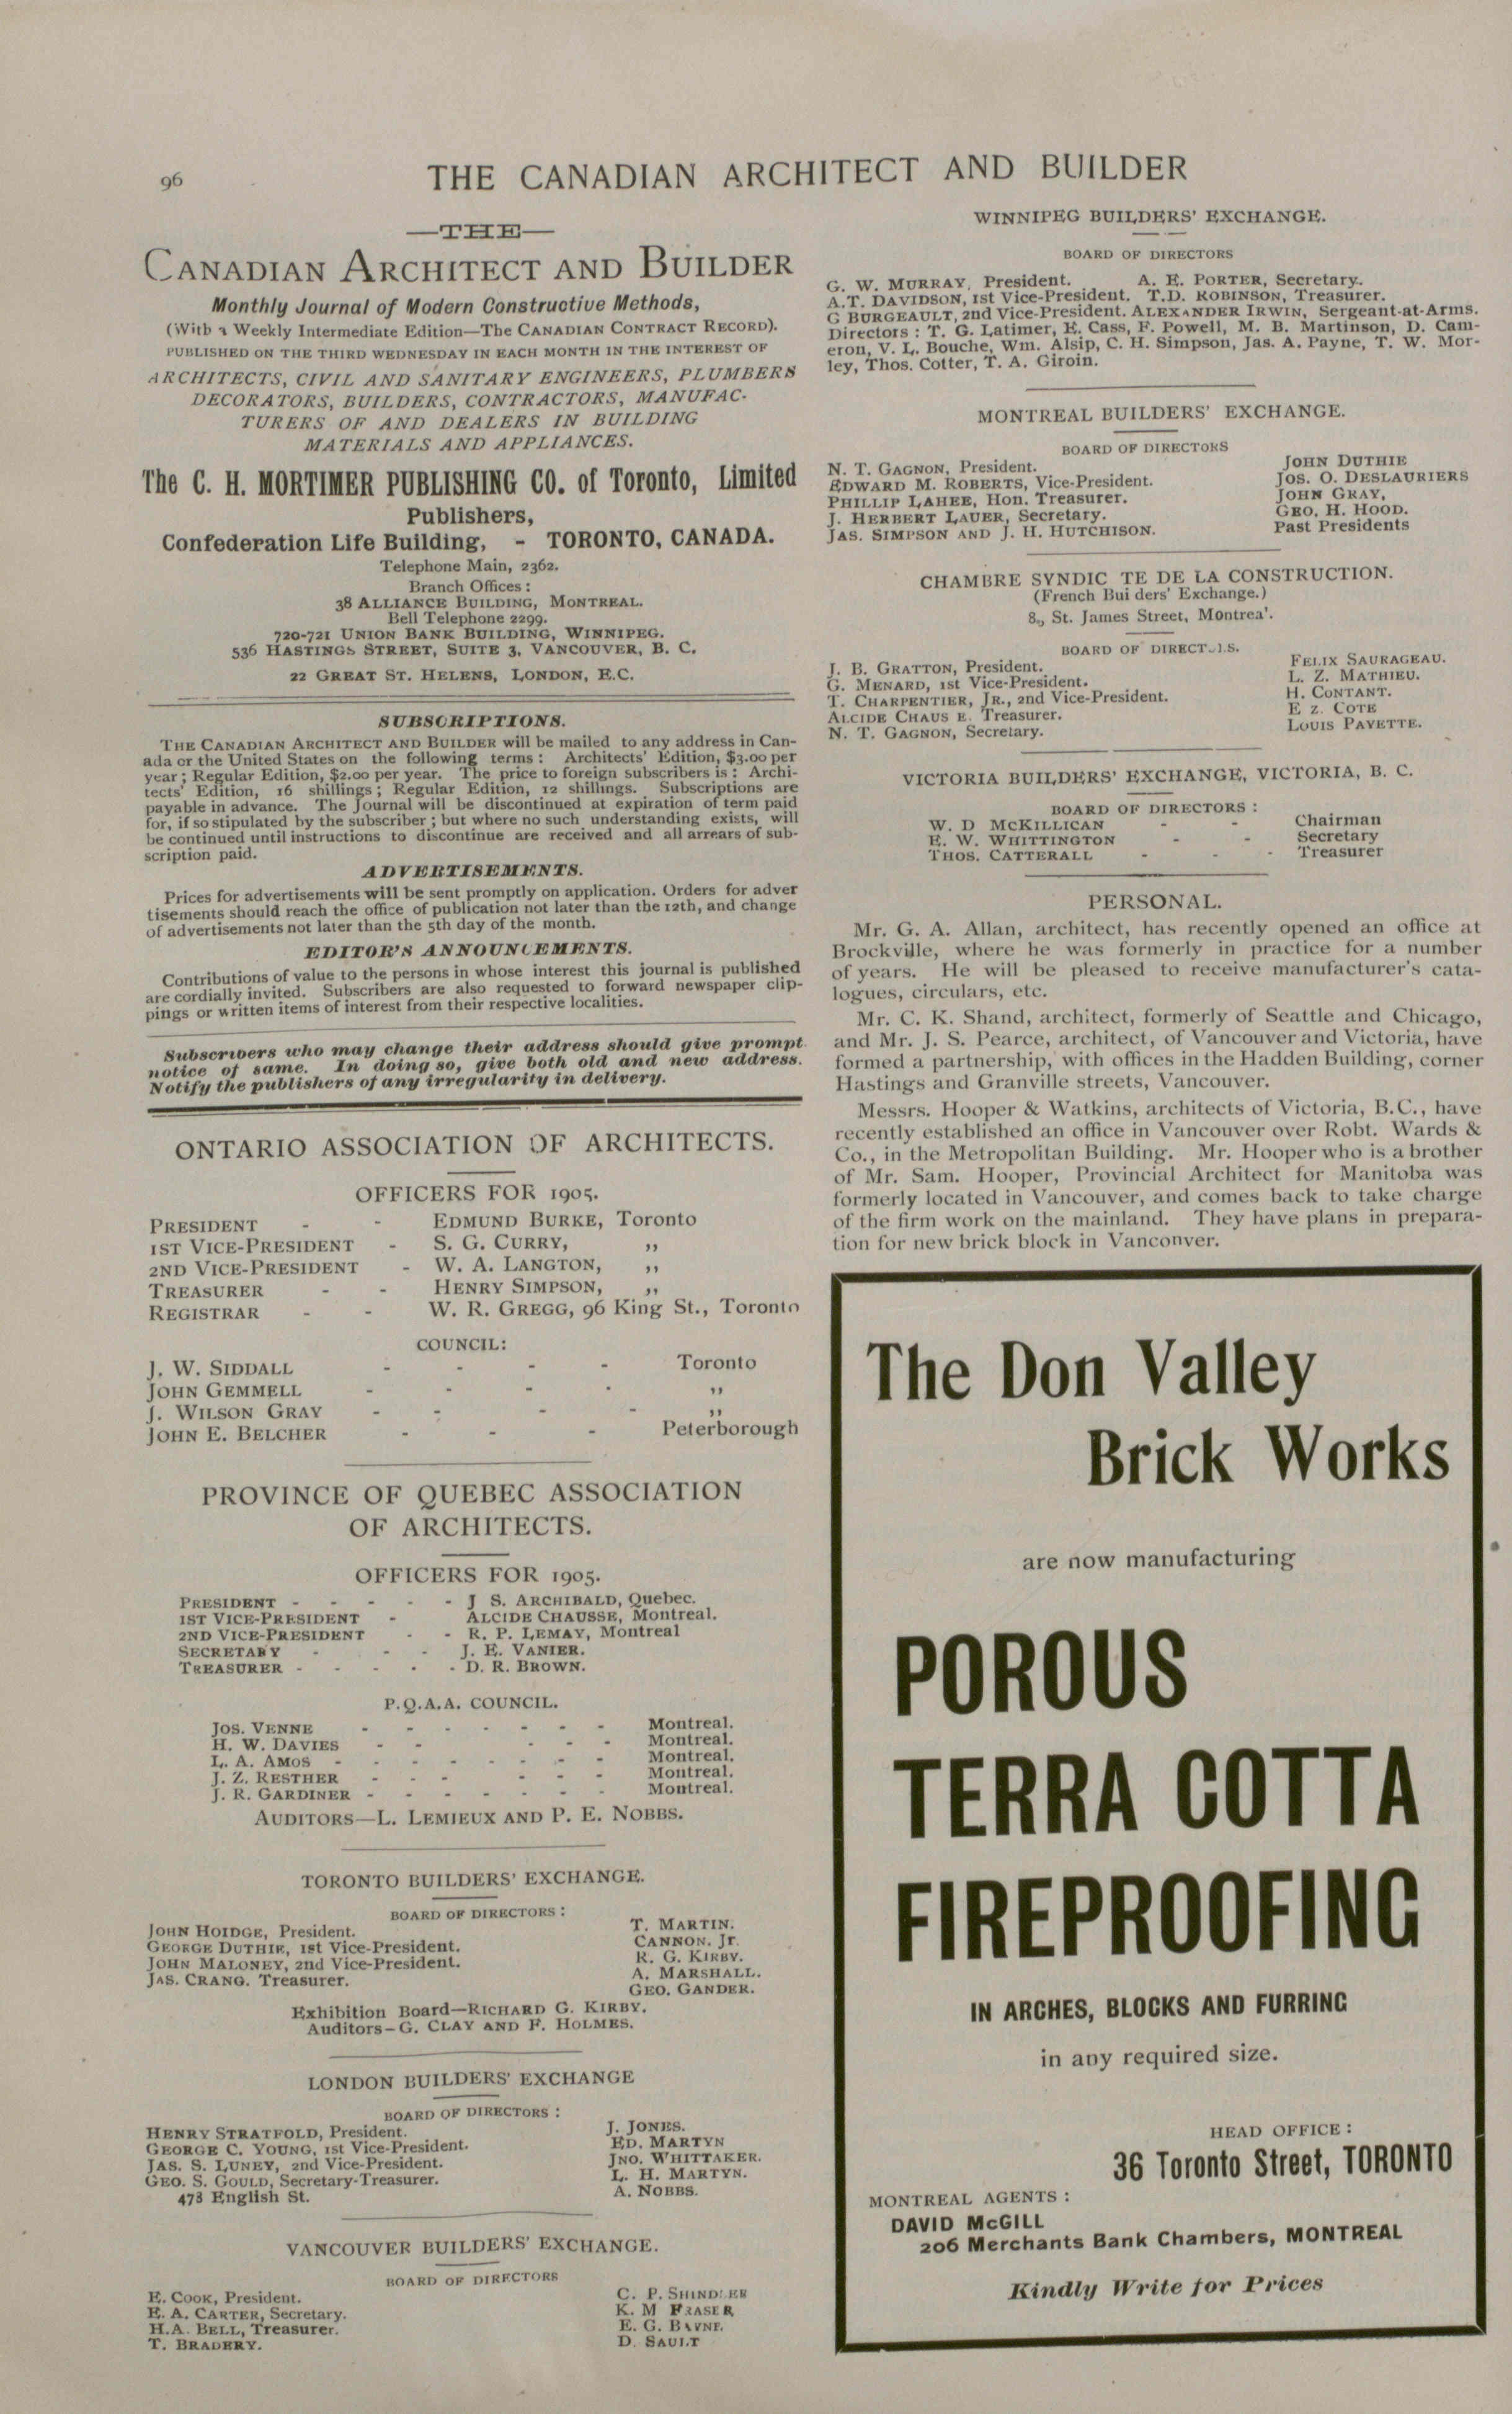 96
THE CANADIAN ARCHITECT AND BUILDER
—THE—
CANADIAN ARCHITECT AND BUILDER
Monthly Journal of Modern Constructive Methods,
(With a Weekly Intermediate Edition—The CANADIAN CONTRACT RECORD).
PUBLISHED ON THE THIRD WEDNESDAY IN EACH MONTH IN THE INTEREST OF
ARCHITECTS, CIVIL AND SANITARY ENGINEERS, PLUMBERS
DECORATORS, BUILDERS, CONTRACTORS, MANUFAC-
TURERS OF AND DEALERS IN BUILDING
MATERIALS AND APPLIANCES.
The C. H. MORTIMER PUBLISHING CO. of Toronto, Limited
Publishers,
Confederation Life Building, - TORONTO, CANADA.
Telephone Main, 2362.
Branch Offices :
38 ALLIANCE BUILDING, MONTREAL.
Bell Telephone 2299.
720-721 UNION BANK BUILDING, WINNIPEG.
536 HASTINGS STREET, SUITE 3, VANCOUVER, B. C.
22 GREAT ST. HELENS, LONDON, E.C.
SUBSCRIPTIONS.
THE CANADIAN ARCHITECT AND BUILDER will be mailed to any address in Can-
ada or the United States on the following terms : Architects' Edition, $3.00 per
year ; Regular Edition, $2.00 per year. The price to foreign subscribers is : Archi-
tects' Edition, 16 shillings ; Regular Edition, 12 shillings. Subscriptions are
payable in advance. The Journal will be discontinued at expiration of term paid
for, if so stipulated by the subscriber ; but where no such understanding exists, will
be continued until instructions to discontinue are received and all arrears of sub-
scription paid.
ADVERTISEMENTS.
Prices for advertisements will be sent promptly on application. Orders for adver
tisements should reach the office of publication not later than the 12th, and change
of advertisements not later than the 5th day of the month.
EDITOR'S ANNOUNCEMENTS.
Contributions of value to the persons in whose interest this journal is published
are cordially invited. Subscribers are also requested to forward newspaper clip-
pings or written items of interest from their respective localities.
Subscribers who may change their address should give prompt
notice of same. In doing so, give both old and new address.
Notify the publishers of any irregularity in delivery.
ONTARIO ASSOCIATION OF ARCHITECTS.
OFFICERS FOR 1905.
PRESIDENT - - EDMUND BURKE, Toronto
1ST VICE-PRESIDENT - S. G. CURRY, ,,
2ND VICE-PRESIDENT - W. A. LANGTON, ,,
TREASURER - - HENRY SIMPSON, ,,
REGISTRAR - - W. R. GREGG, 96 King St., Toronto
COUNCIL:
J. W. SIDDALL - - - - Toronto
JOHN GEMMELL - - - - ,,
J. WILSON GRAY - - - - ,,
JOHN E. BELCHER - - - Peterborough
PROVINCE OF QUEBEC ASSOCIATION
OF ARCHITECTS.
OFFICERS FOR 1905.
PRESIDENT - - - - - J S. ARCHIBALD, Quebec.
1ST VICE-PRESIDENT - ALCIDE CHAUSSE, Montreal.
2ND VICE-PRESIDENT - - R. P. LEMAY, Montreal
SECRETARY - - - J. E. VANIER.
TREASURER - - - - - D. R. BROWN.
P.Q.A.A. COUNCIL.
JOS. VENNE - - - - - - - Montreal.
H. W. DAVIES - - - - - Montreal.
L. A. AMOS - - - - - - - - Montreal.
J. Z. RESTHER - - - - - - Montreal.
J. R. GARDINER - - - - - - - Montreal.
AUDITORS—L. LEMIEUX AND P. E. NOBBS.
TORONTO BUILDERS' EXCHANGE.
BOARD OF DIRECTORS :
JOHN HOIDGE, President.
GEORGE DUTHIE, 1st Vice-President.
JOHN MALONEY, 2nd Vice-President.
JAS. CRANG. Treasurer.
T. MARTIN.
CANNON. Jr.
R. G. KIRBY.
A. MARSHALL.
GEO. GANDER.
Exhibition Board—RICHARD G. KIRBY.
Auditors—G. CLAY AND F. HOLMES.
LONDON BUILDERS' EXCHANGE
BOARD OF DIRECTORS :
HENRY STRATFOLD, President.
GEORGE C. YOUNG, 1st Vice-President.
JAS. S. LUNEY, 2nd Vice-President.
GEO. S. GOULD, Secretary-Treasurer.
478 English St.
J. JONES.
ED. MARTYN
JNO. WHITTAKER.
L. H. MARTYN.
A. NOBBS.
VANCOUVER BUILDERS' EXCHANGE.
BOARD OF DIRECTORS
E. COOK, President.
E. A. CARTER, Secretary.
H.A. BELL, Treasurer.
T. BRADERY.
C. P. SHINDLER
K. M FRASER
E. G. BAYNE.
D. SAULT
WINNIPEG BUILDERS' EXCHANGE.
BOARD OF DIRECTORS
G. W. MURRAY, President. A. E. PORTER, Secretary.
A.T. DAVIDSON, 1st Vice-President. T.D. ROBINSON, Treasurer.
G BURGEAULT, 2nd Vice-President. ALEXANDER IRWIN, Sergeant-at-Arms.
Directors : T. G. Latimer, E. Cass, F. Powell, M. B. Martinson, D. Cam-
eron, V. L. Bouche, Wm. Alsip, C. H. Simpson, Jas. A. Payne, T. W. Mor-
ley, Thos. Cotter, T. A. Giroin.
MONTREAL BUILDERS' EXCHANGE.
BOARD OF DIRECTORS
N. T. GAGNON, President.
EDWARD M. ROBERTS, Vice-President.
PHILLIP LAHEE, Hon. Treasurer.
J. HERBERT LAUER, Secretary.
JAS. SIMPSON AND J. H. HUTCHISON.
JOHN DUTHIE
JOS. O. DESLAURIERS
JOHN GRAY,
GEO. H. HOOD.
Past Presidents
CHAMBRE SYNDIC TE DE LA CONSTRUCTION.
(French Bui ders' Exchange.)
St. James Street, Montreal.
BOARD OF
J. B. GRATTON, President.
G. MENARD, 1st Vice-President.
T. CHARPENTIER, JR., 2nd Vice-President.
ALCIDE CHAUS E. Treasurer.
N. T. GAGNON, Secretary.
FELIX SAURAGEAU.
L. Z. MATHIEU.
H. CONTANT.
E Z. COTE
LOUIS PAYETTE.
VICTORIA BUILDERS' EXCHANGE, VICTORIA, B. C.
BOARD OF DIRECTORS :
W. D MCKILLICAN - - Chairman
E. W. WHITTINGTON - - Secretary
THOS. CATTERALL - - - Treasurer
PERSONAL.
Mr. G. A. Allan, architect, has recently opened an office at
Brockville, where he was formerly in practice for a number
of years. He will be pleased to receive manufacturer's cata-
logues, circulars, etc.
Mr. C. K. Shand, architect, formerly of Seattle and Chicago,
and Mr. J. S. Pearce, architect, of Vancouver and Victoria, have
formed a partnership, with offices in the Hadden Building, corner
Hastings and Granville streets, Vancouver.
Messrs. Hooper & Watkins, architects of Victoria, B.C., have
recently established an office in Vancouver over Robt. Wards &
Co., in the Metropolitan Building. Mr. Hooper who is a brother
of Mr. Sam. Hooper, Provincial Architect for Manitoba was
formerly located in Vancouver, and comes back to take charge
of the firm work on the mainland. They have plans in prepara-
tion for new brick block in Vanconver.
The Don Valley
Brick Works
are now manufacturing
POROUS
TERRA COTTA
FIREPROOFING
IN ARCHES, BLOCKS AND FURRING
in any required size.
HEAD OFFICE :
36 Toronto Street, TORONTO
MONTREAL AGENTS :
DAVID McGILL
206 Merchants Bank Chambers, MONTREAL
Kindly Write for Prices